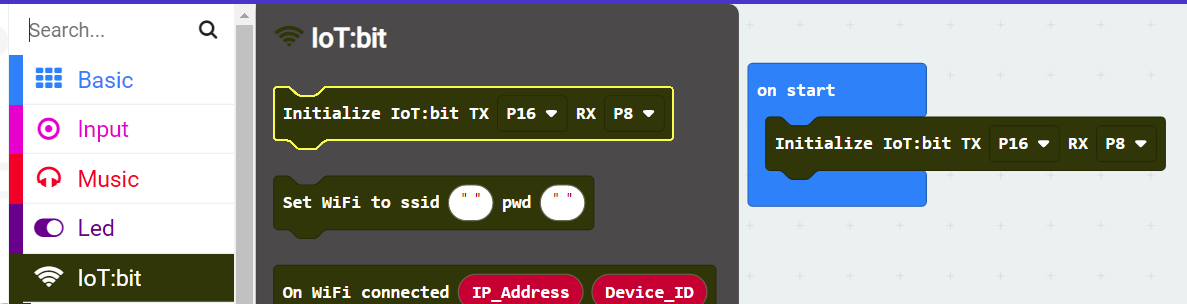 Search...
Basic
Input
Music
Led
IoT:bit
IoT:bit
Initialize IoT:bit TX P16 RX P8
Set WiFi to ssid " " pwd " "
On WiFi connected IP_Address Device_ID
on start
Initialize IoT:bit TX P16 RX P8